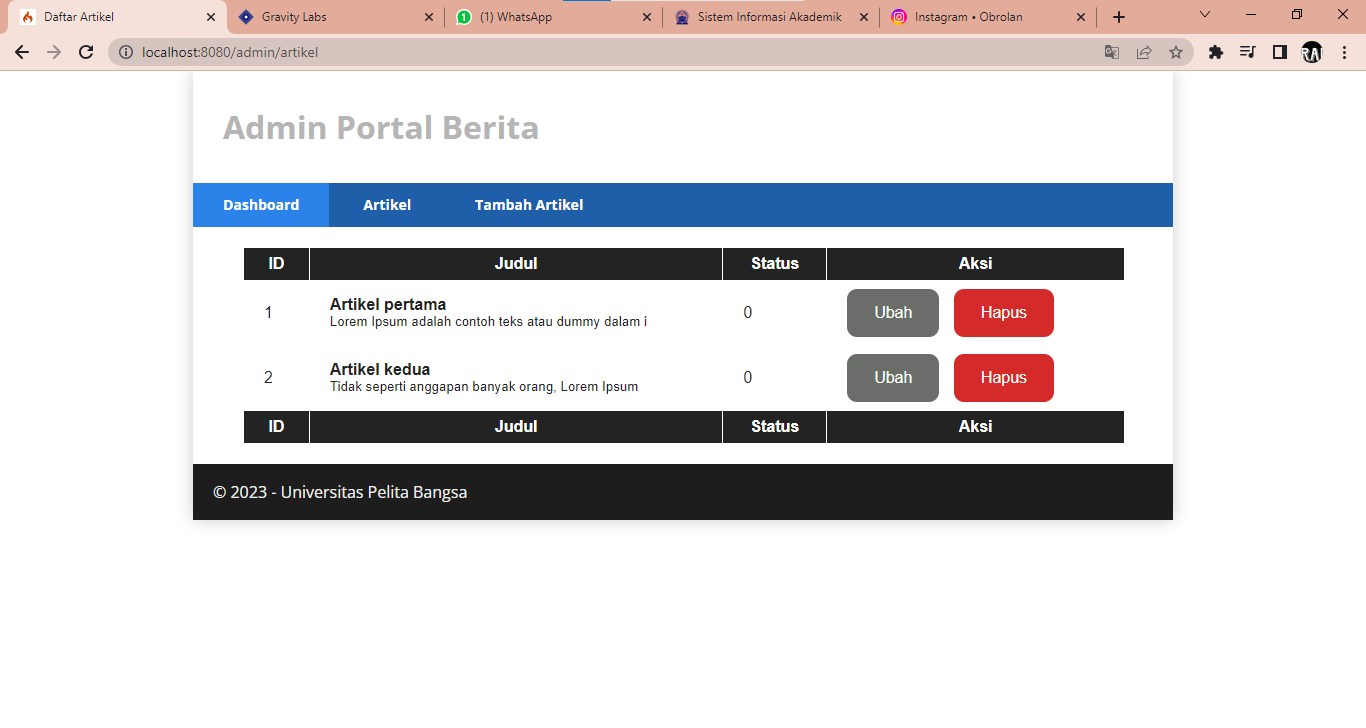 Daftar Artikel
Gravity Labs
(1) WhatsApp
Sistem Informasi Akademik
Instagram • Obrolan
localhost:8080/admin/artikel
Admin Portal Berita
Dashboard Artikel Tambah Artikel
ID Judul Status Aksi
1 Artikel pertama 0 Ubah Hapus
Lorem Ipsum adalah contoh teks atau dummy dalam i
2 Artikel kedua 0 Ubah Hapus
Tidak seperti anggapan banyak orang, Lorem Ipsum
ID Judul Status Aksi
© 2023 - Universitas Pelita Bangsa